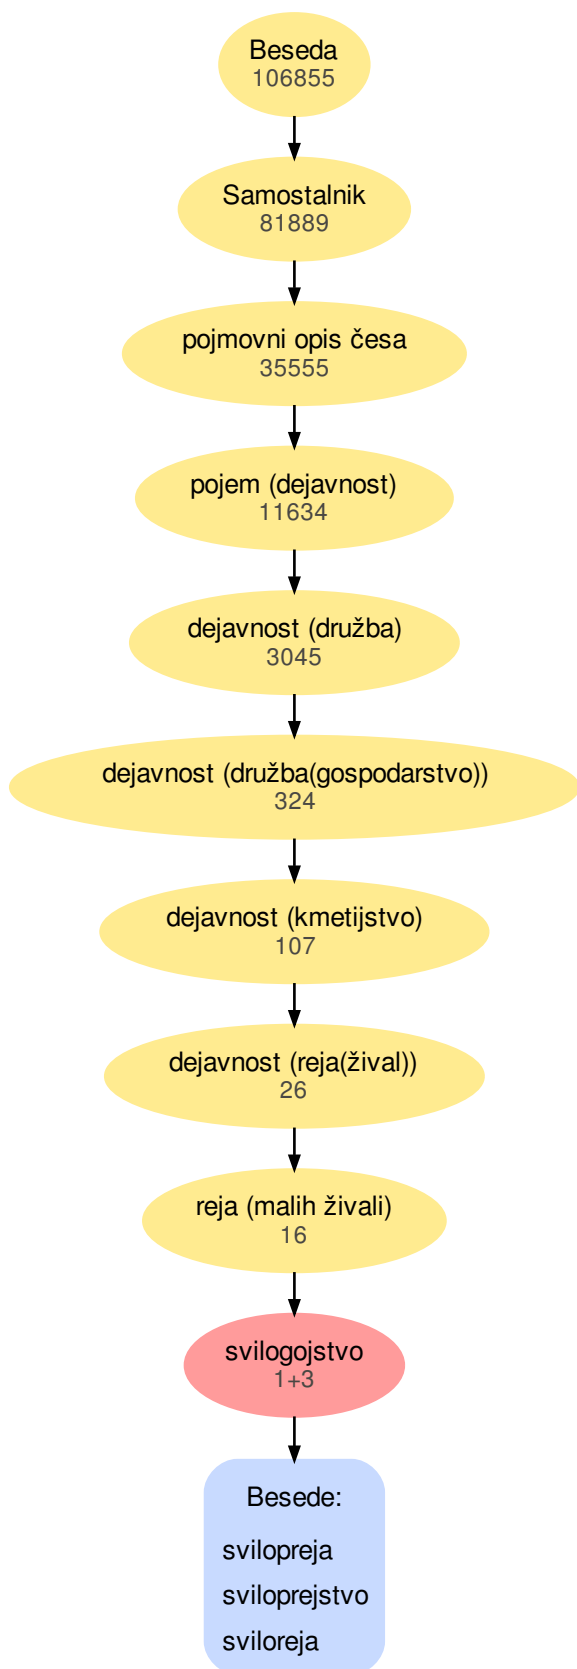 Beseda
106855
Samostalnik
81889
pojmovni opis česa
35555
pojem (dejavnost)
11634
dejavnost (družba)
3045
dejavnost (družba(gospodarstvo))
324
dejavnost (kmetijstvo)
107
dejavnost (reja(žival))
26
reja (malih živali)
16
svilogojstvo
1+3
Besede:
svilopreja
sviloprejstvo
sviloreja